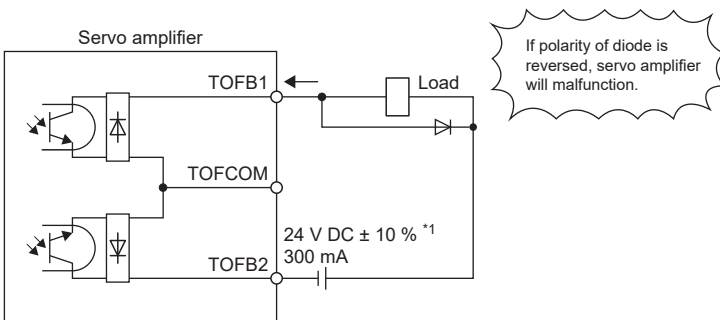 Servo amplifier
If polarity of diode is
reversed, servo amplifier
will malfunction.
TOFB1
Load
TOFCOM
24 V DC ± 10 % *1
300 mA
TOFB2